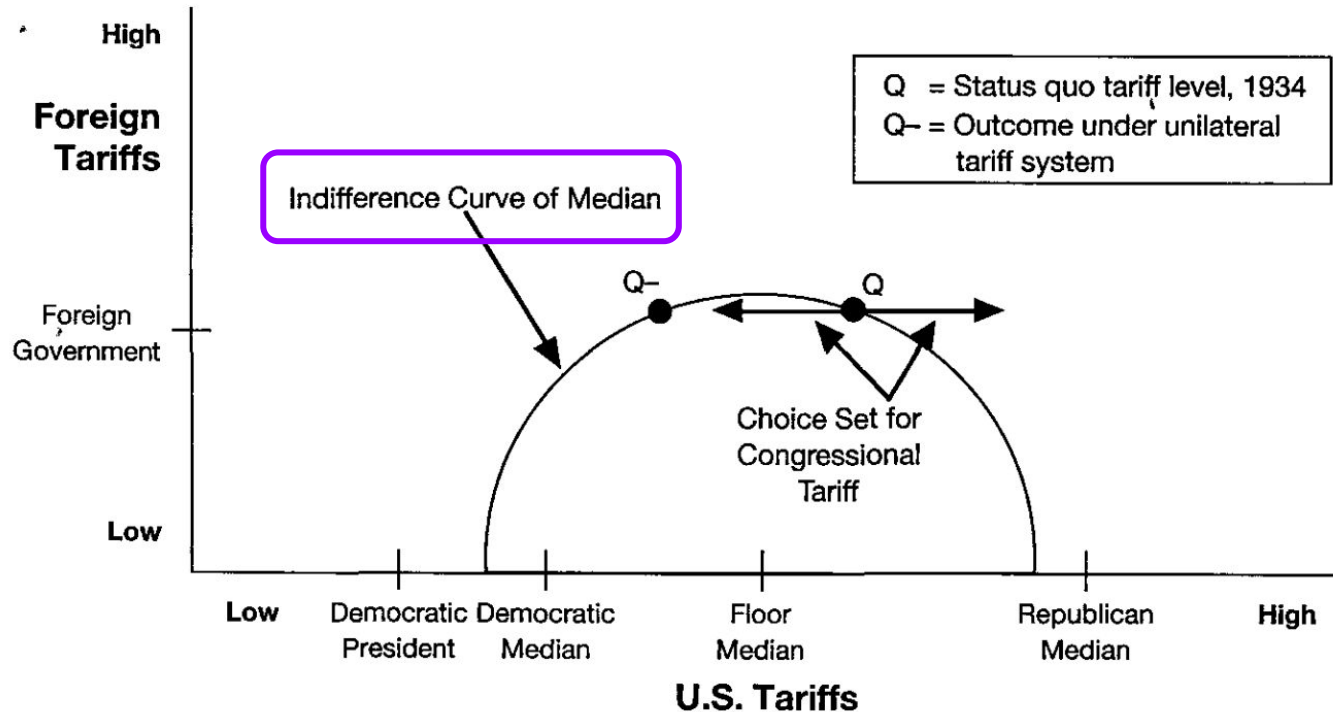 High
Foreign
Tariffs
Q = Status quo tariff level, 1934
Q– = Outcome under unilateral
tariff system
Indifference Curve of Median
Q–
Q
Foreign
Government
Choice Set for
Congressional
Tariff
Low
Low
Democratic
President
Democratic
Median
Floor
Median
Republican
Median
High
U.S. Tariffs